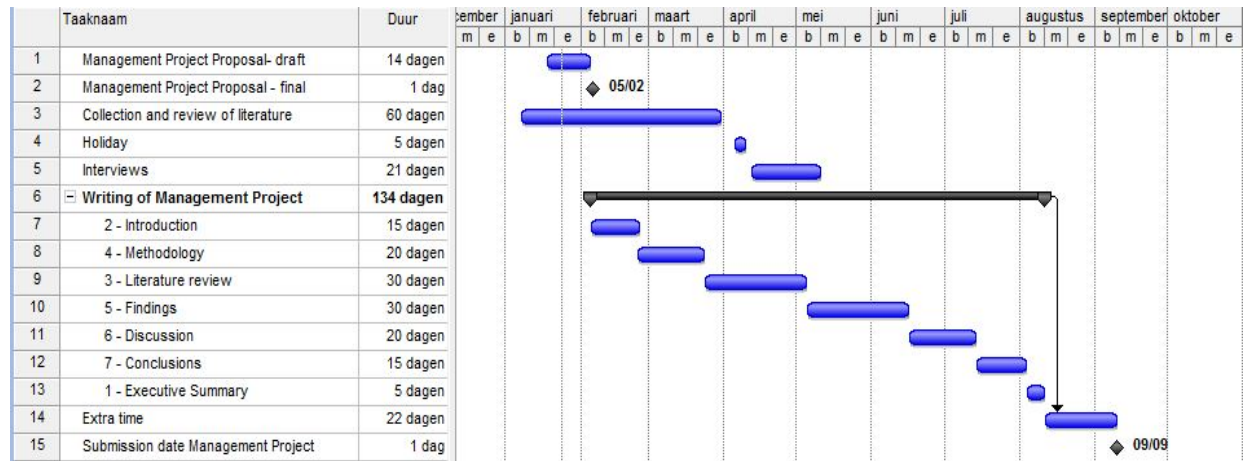 Taaknaam Duur cember januari februari maart april mei juni juli augustus september oktober
m e b m e b m e b m e b m e b m e b m e b m e b m e b m e b m e
1 Management Project Proposal- draft 14 dagen
2 Management Project Proposal - final 1 dag 05/02
3 Collection and review of literature 60 dagen
4 Holiday 5 dagen
5 Interviews 21 dagen
6 Writing of Management Project 134 dagen
7 2 - Introduction 15 dagen
8 4 - Methodology 20 dagen
9 3 - Literature review 30 dagen
10 5 - Findings 30 dagen
11 6 - Discussion 20 dagen
12 7 - Conclusions 15 dagen
13 1 - Executive Summary 5 dagen
14 Extra time 22 dagen
15 Submission date Management Project 1 dag 09/09